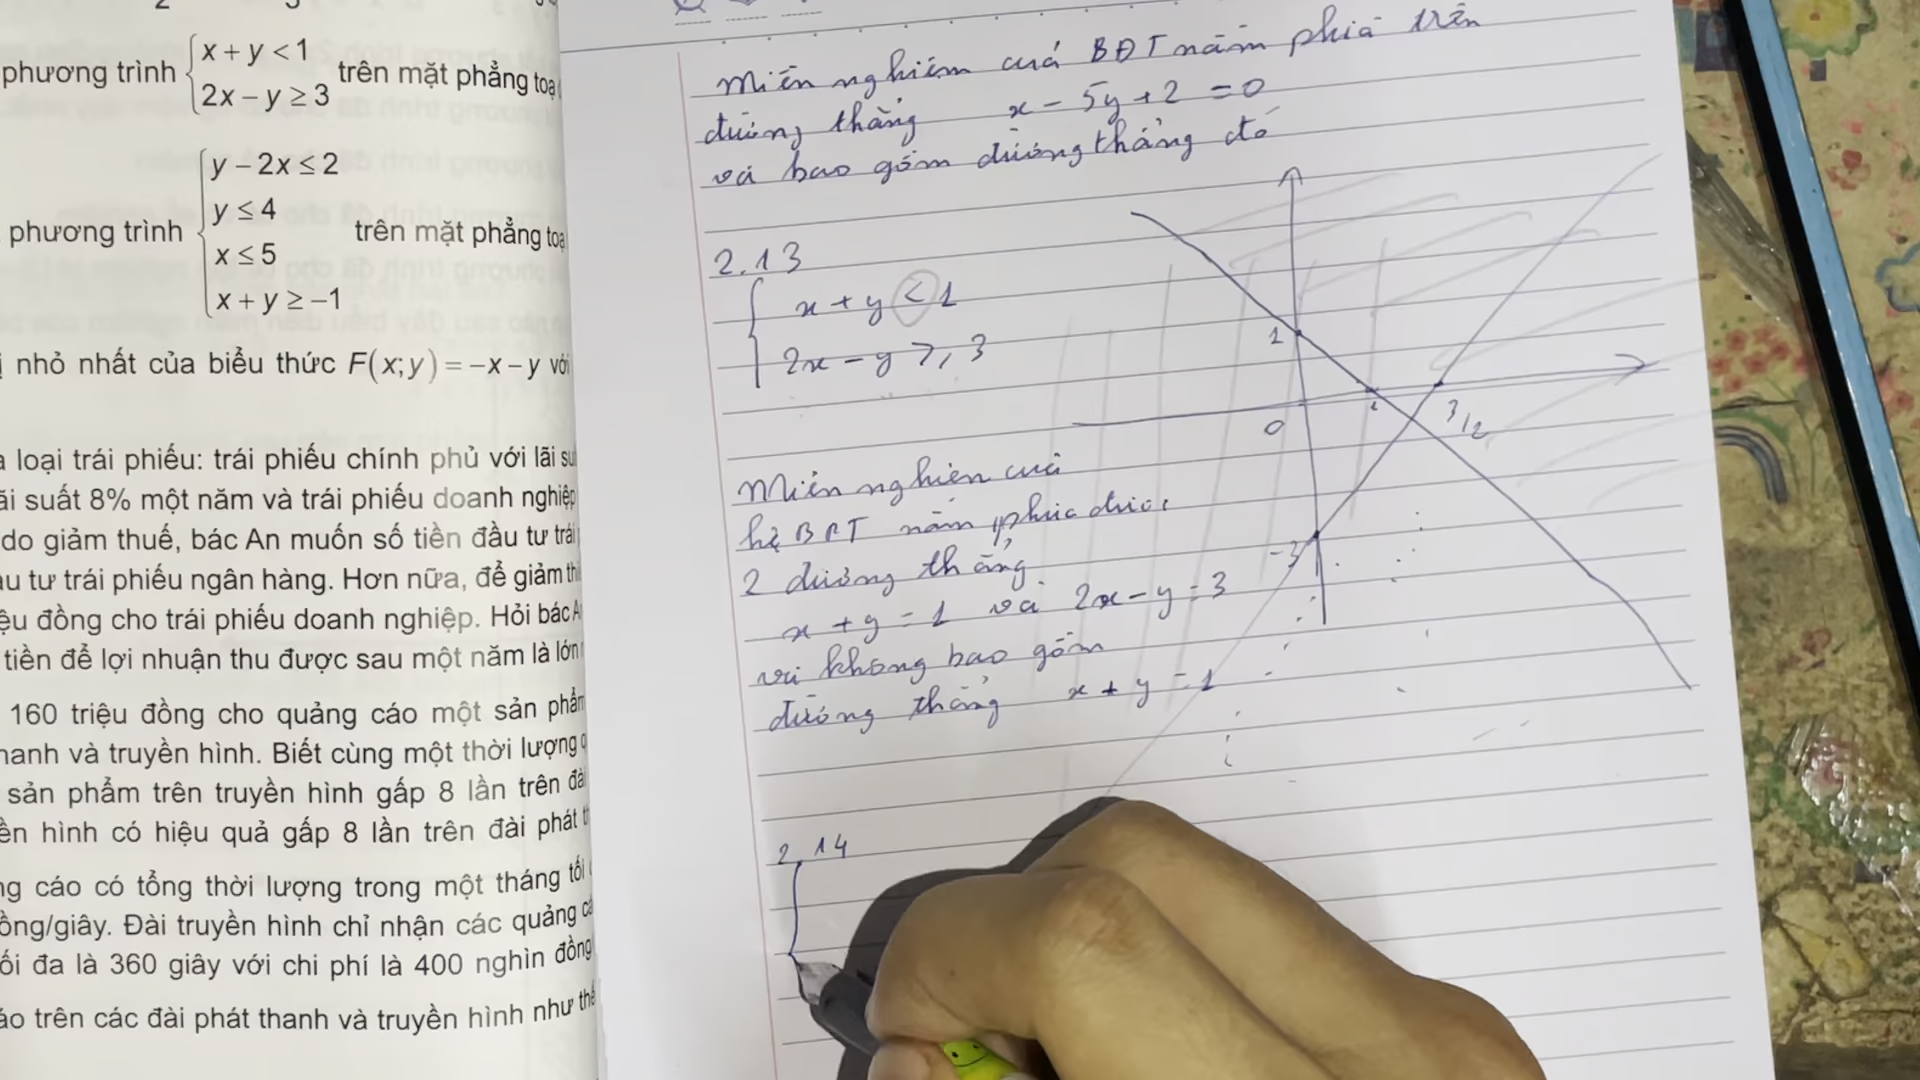 phương trình { x + y < 1
2x − y ≥ 3 trên mặt phẳng toạ
phương trình { y − 2x ≤ 2
y ≤ 4
x ≤ 5
x + y ≥ −1 trên mặt phẳng toạ
nhỏ nhất của biểu thức F(x;y) = −x − y với
loại trái phiếu: trái phiếu chính phủ với lãi su
ãi suất 8% một năm và trái phiếu doanh nghiệp
do giảm thuế, bác An muốn số tiền đầu tư trái
u tư trái phiếu ngân hàng. Hơn nữa, để giảm th
ệu đồng cho trái phiếu doanh nghiệp. Hỏi bác A
tiền để lợi nhuận thu được sau một năm là lớn
160 triệu đồng cho quảng cáo một sản phẩm
hanh và truyền hình. Biết cùng một thời lượng q
sản phẩm trên truyền hình gấp 8 lần trên đài
ền hình có hiệu quả gấp 8 lần trên đài phát t
ng cáo có tổng thời lượng trong một tháng tối
ồng/giây. Đài truyền hình chỉ nhận các quảng c
ối đa là 360 giây với chi phí là 400 nghìn đồng
áo trên các đài phát thanh và truyền hình như thế
miền nghiệm của BĐT nằm phía trên
đường thẳng x − 5y + 2 = 0
và bao gồm đường thẳng đó
2.13
{ x + y < 1
2x − y ≥ 3
1
0
1
3/2
-3
Miền nghiên của
hệ BPT nằm phía dưới
2 đường thẳng
x + y = 1 và 2x − y = 3
và không bao gồm
đường thẳng x + y = 1
2.14
{